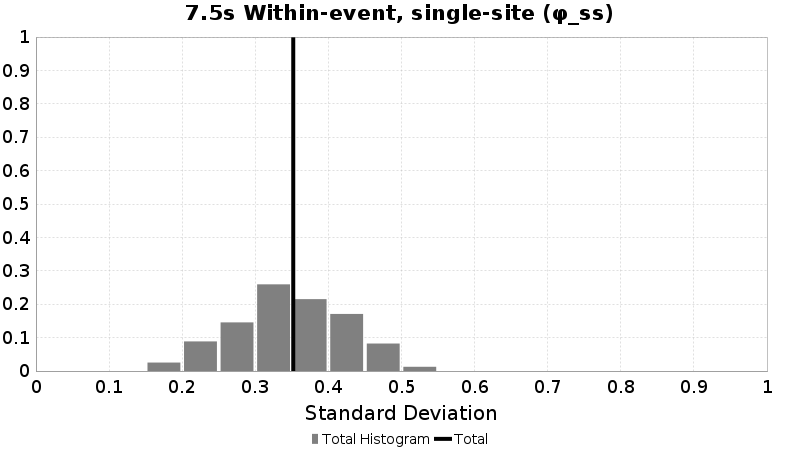 7.5s Within-event, single-site (φ_ss)
1
0.9
0.8
0.7
0.6
0.5
0.4
0.3
0.2
0.1
0
0 0.1 0.2 0.3 0.4 0.5 0.6 0.7 0.8 0.9 1
Standard Deviation
Total Histogram Total